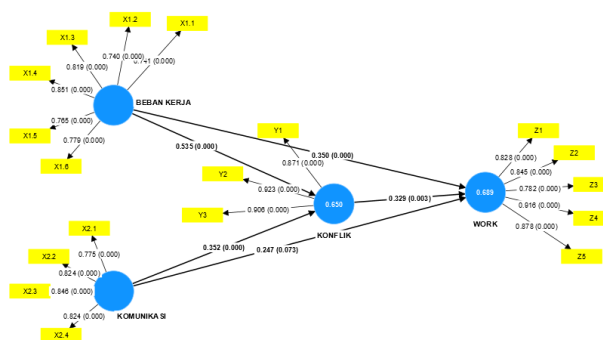 X1.2
X1.1
X1.3
0.740 (0.000)
0.741 (0.000)
0.819 (0.000)
X1.4
0.851 (0.000)
BEBAN KERJA
X1.5
0.765 (0.000)
0.779 (0.000)
X1.6
0.535 (0.000)
0.350 (0.000)
Y1
0.871 (0.000)
Y2
0.923 (0.000)
Y3
0.906 (0.000)
0.650
KONFLIK
0.329 (0.003)
Z1
0.828 (0.000)
Z2
0.845 (0.000)
0.689
0.782 (0.000)
Z3
0.916 (0.000)
Z4
WORK
0.878 (0.000)
Z5
0.352 (0.000)
0.247 (0.073)
X2.1
0.775 (0.000)
X2.2
0.824 (0.000)
X2.3
0.846 (0.000)
0.824 (0.000)
KOMUNIKASI
X2.4